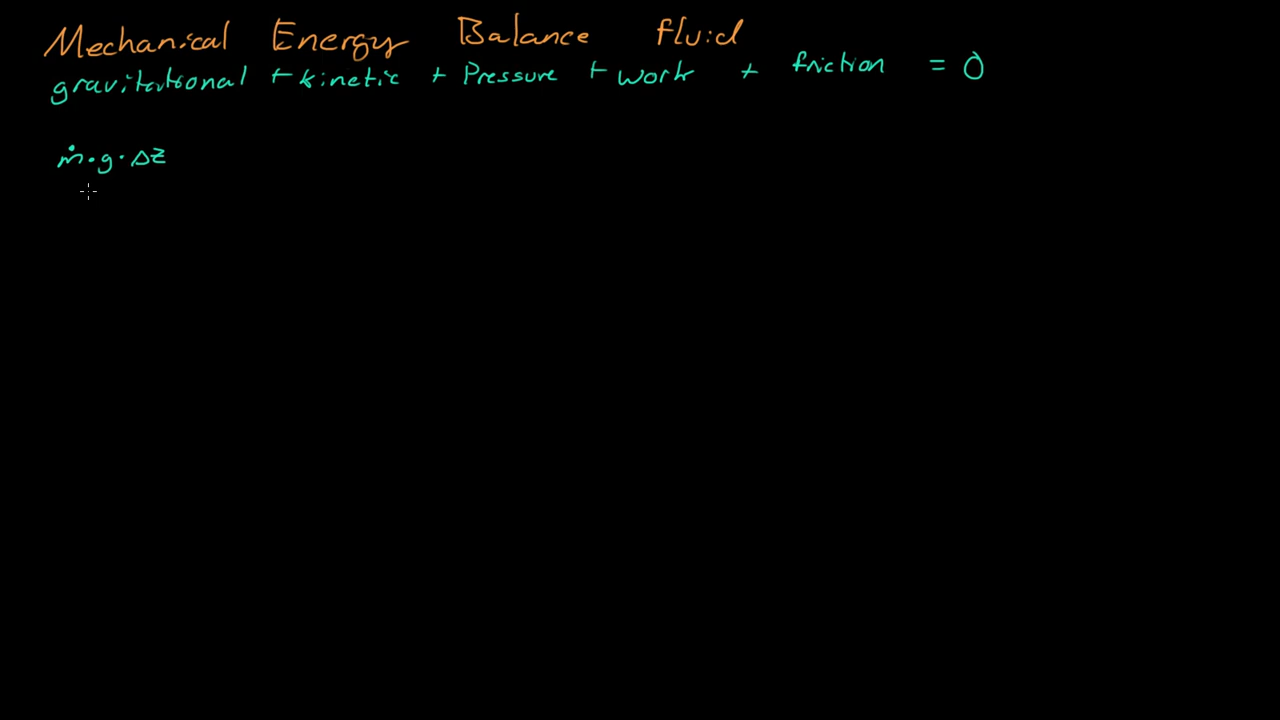 Mechanical Energy Balance fluid
gravitational + kinetic + Pressure + work + friction = 0
ṁ · g · Δz